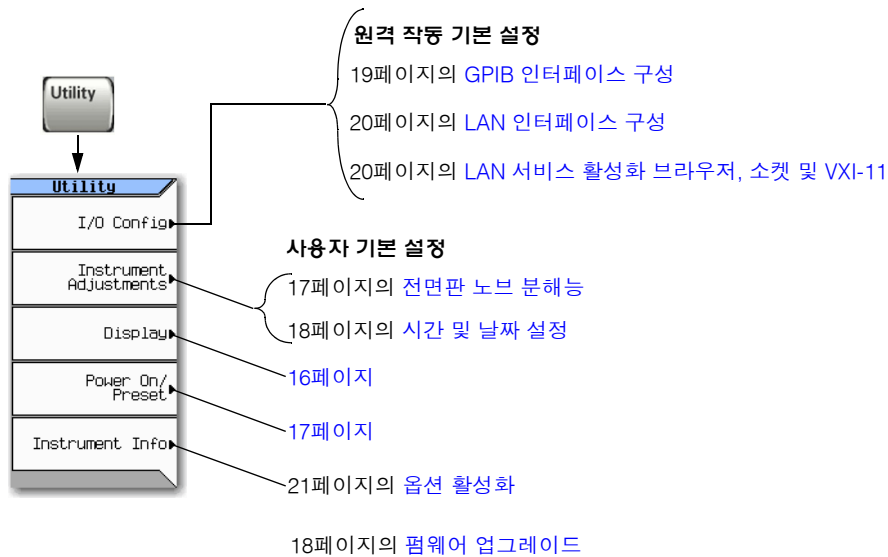 원격 작동 기본 설정
19페이지의 GPIB 인터페이스 구성
20페이지의 LAN 인터페이스 구성
20페이지의 LAN 서비스 활성화 브라우저, 소켓 및 VXI-11
Utility
Utility
I/O Config
Instrument
Adjustments
Display
Power On/
Preset
Instrument Info
사용자 기본 설정
17페이지의 전면판 노브 분해능
18페이지의 시간 및 날짜 설정
16페이지
17페이지
21페이지의 옵션 활성화
18페이지의 펌웨어 업그레이드